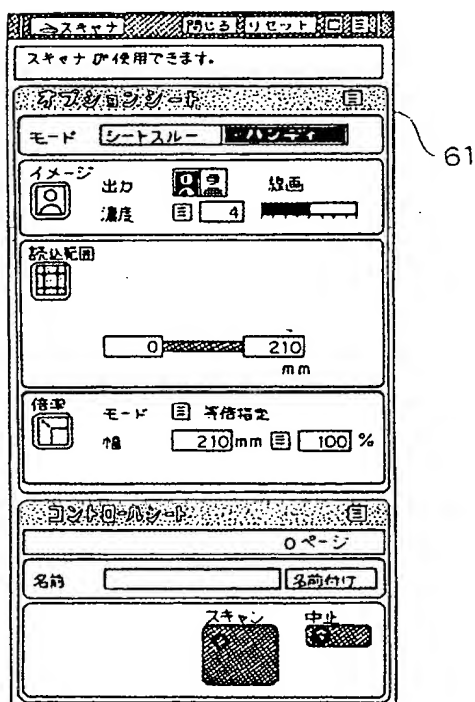 スキャナ 閉じる リセット
スキャナが使用できます。
オプションシート
61
モード シートスルー ハンディ
イメージ 出力 線画
濃度 4
読込範囲
0 210
mm
倍率 モード 等倍指定
幅 210 mm 100 %
コントロールシート
0ページ
名前 名前付け
スキャン 中止